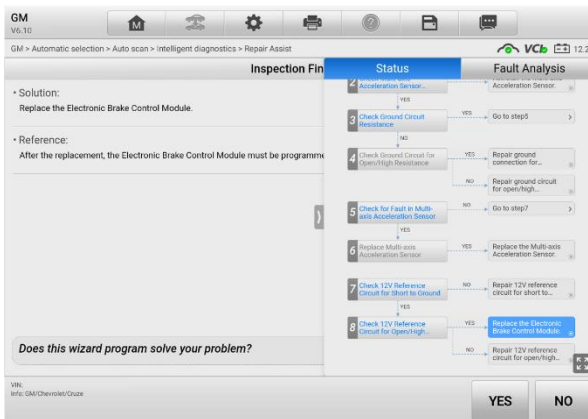 GM
V6.10
GM > Automatic selection > Auto scan > Intelligent diagnostics > Repair Assist
VCI 12.2
Inspection Fin
Status
Fault Analysis
• Solution:
Replace the Electronic Brake Control Module.
• Reference:
After the replacement, the Electronic Brake Control Module must be programme
2
Acceleration Sensor...
Acceleration Sensor.
YES
3 Check Ground Circuit
Resistance
YES
Go to step5
NO
4 Check Ground Circuit for
Open/High Resistance
YES
Repair ground
connection for...
NO
Repair ground circuit
for open/high...
5 Check for Fault in Multi-
axis Acceleration Sensor
NO
Go to step7
YES
6 Replace Multi-axis
Acceleration Sensor
YES
Replace the Multi-axis
Acceleration Sensor.
7 Check 12V Reference
Circuit for Short to Ground
NO
Repair 12V reference
circuit for short to...
YES
8 Check 12V Reference
Circuit for Open/High...
YES
Replace the Electronic
Brake Control Module.
NO
Repair 12V reference
circuit for open/high...
Does this wizard program solve your problem?
VIN:
Info: GM/Chevrolet/Cruze
YES
NO